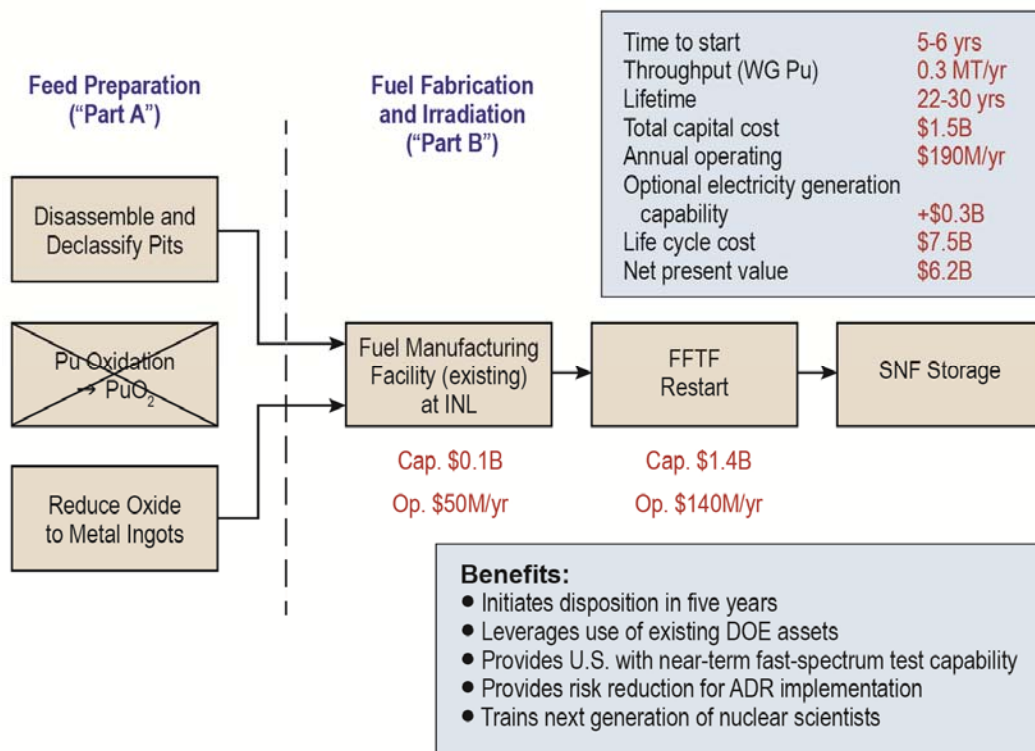 Feed Preparation
("Part A")
Fuel Fabrication
and Irradiation
("Part B")
Time to start 5-6 yrs
Throughput (WG Pu) 0.3 MT/yr
Lifetime 22-30 yrs
Total capital cost $1.5B
Annual operating $190M/yr
Optional electricity generation
capability +$0.3B
Life cycle cost $7.5B
Net present value $6.2B
Disassemble and
Declassify Pits
Pu Oxidation
→ PuO₂
Reduce Oxide
to Metal Ingots
Fuel Manufacturing
Facility (existing)
at INL
Cap. $0.1B
Op. $50M/yr
FFTF
Restart
Cap. $1.4B
Op. $140M/yr
SNF Storage
Benefits:
● Initiates disposition in five years
● Leverages use of existing DOE assets
● Provides U.S. with near-term fast-spectrum test capability
● Provides risk reduction for ADR implementation
● Trains next generation of nuclear scientists